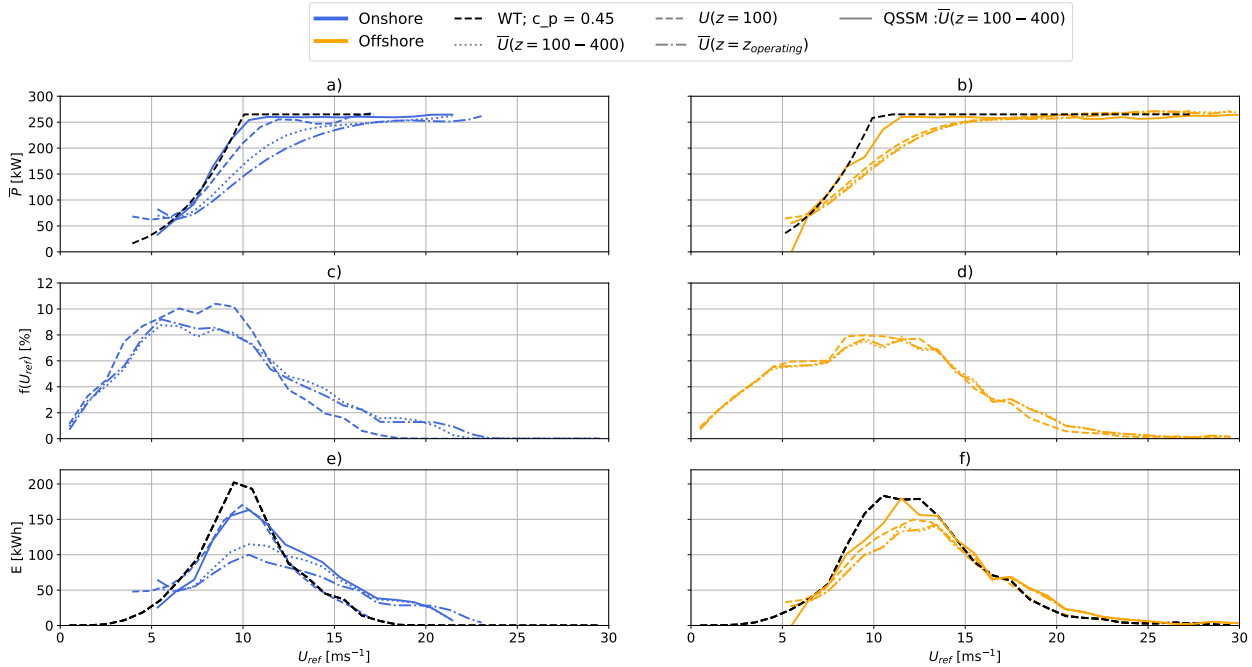 Onshore
Offshore
WT; c_p = 0.45
U̅(z = 100 − 400)
U(z = 100)
U̅(z = z_operating)
QSSM :U̅(z = 100 − 400)
a)
b)
300
250
200
150
100
50
0
P̅ [kW]
c)
d)
12
10
8
6
4
2
0
f(U_ref) [%]
e)
f)
200
150
100
50
0
E [kWh]
0 5 10 15 20 25 30
0 5 10 15 20 25 30
U_ref [ms⁻¹]
U_ref [ms⁻¹]